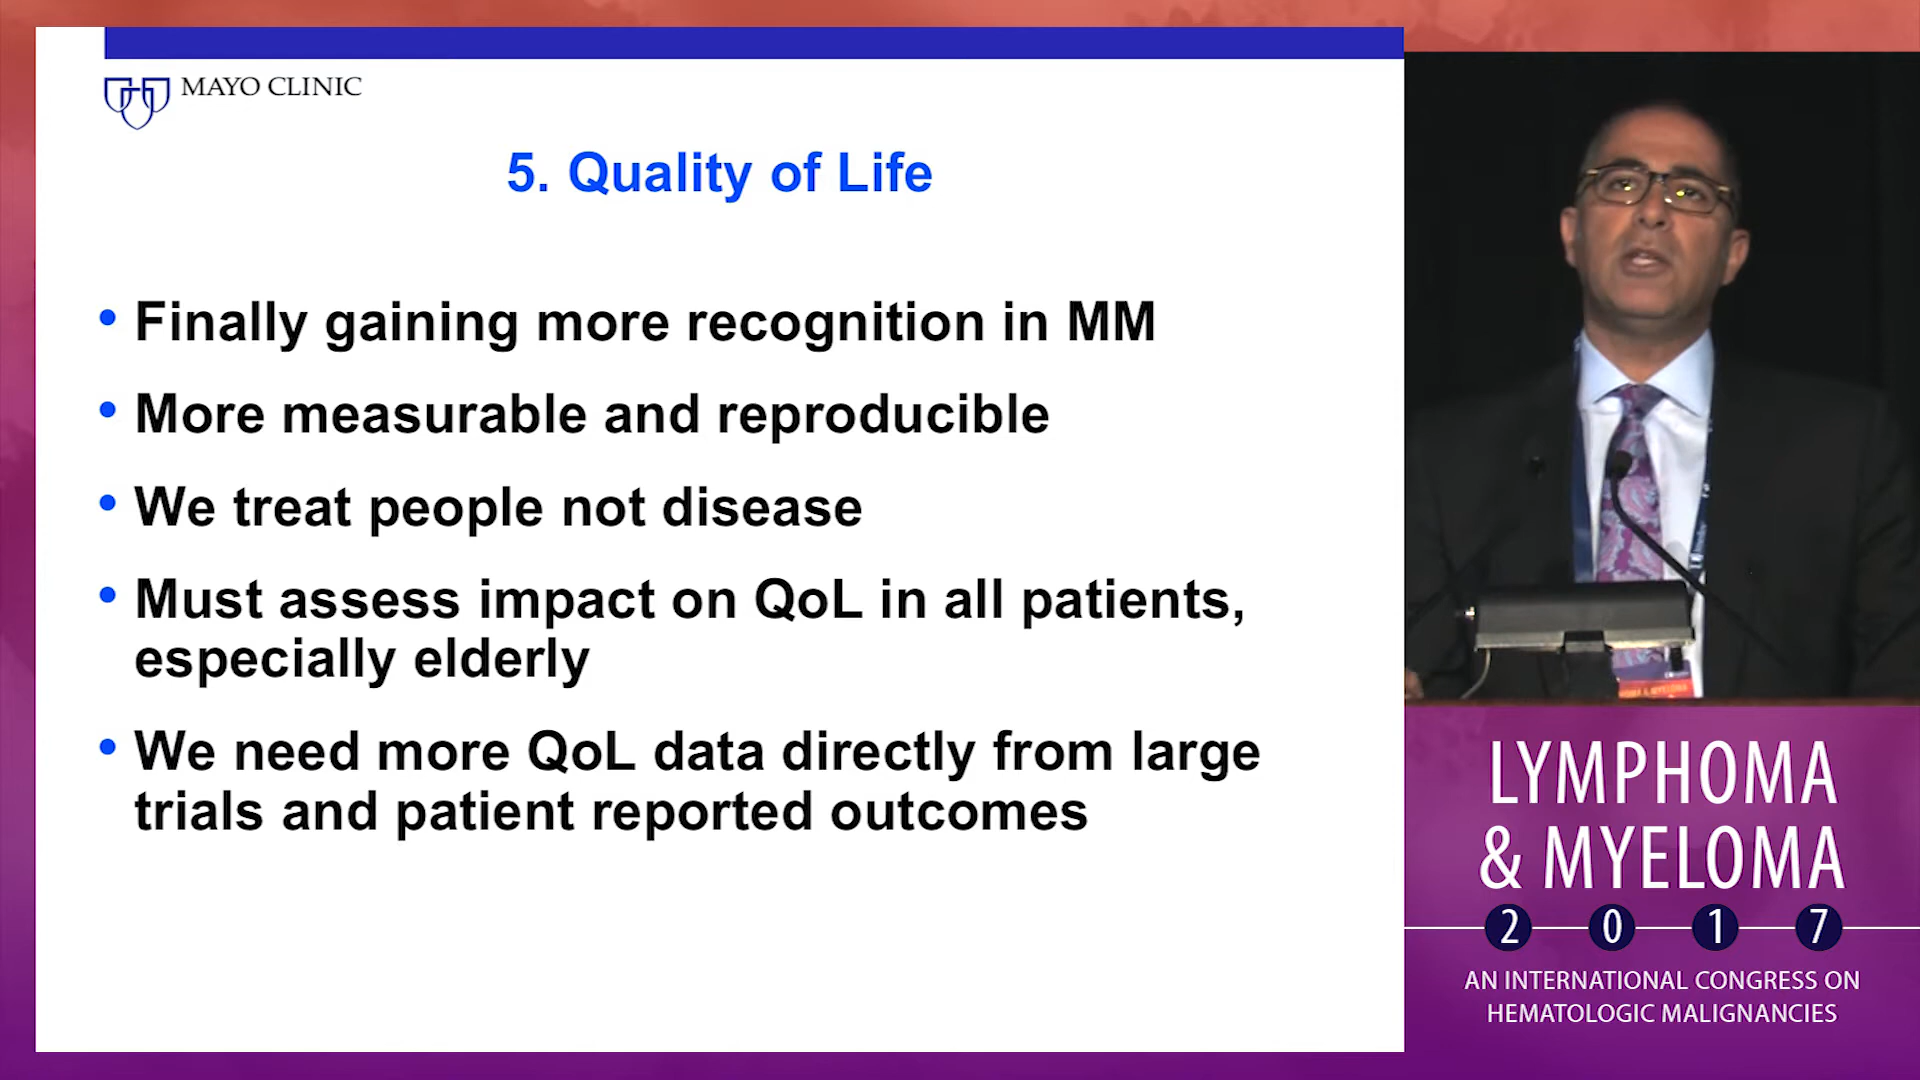 MAYO CLINIC
5. Quality of Life
• Finally gaining more recognition in MM
• More measurable and reproducible
• We treat people not disease
• Must assess impact on QoL in all patients,
especially elderly
• We need more QoL data directly from large
trials and patient reported outcomes
LYMPHOMA
& MYELOMA
2 0 1 7
AN INTERNATIONAL CONGRESS ON
HEMATOLOGIC MALIGNANCIES